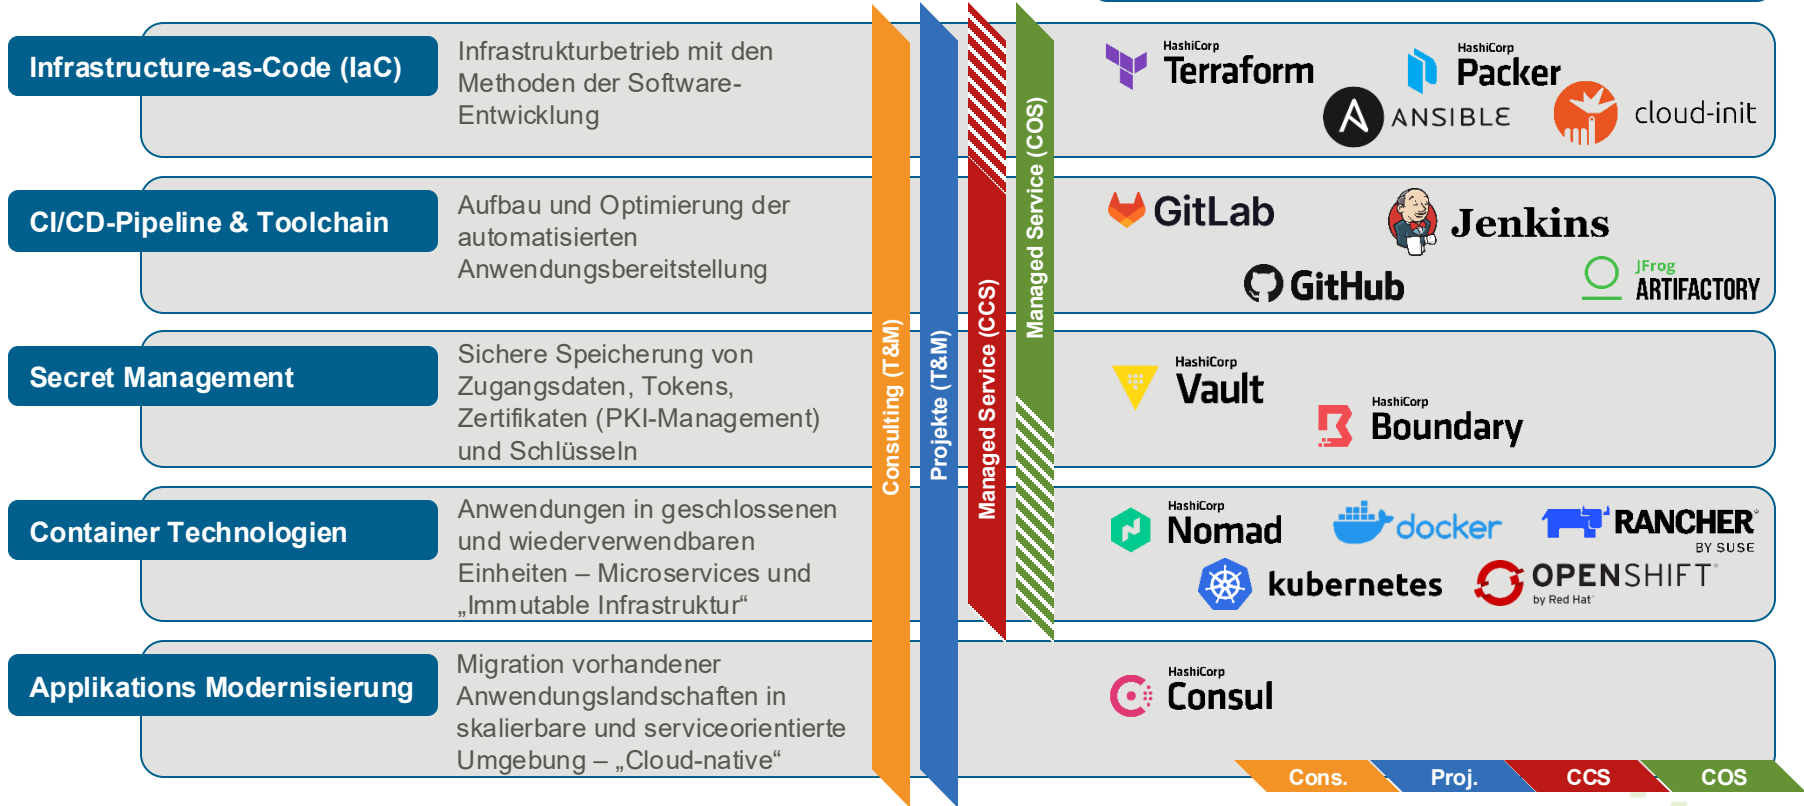 Infrastructure-as-Code (IaC)
Infrastrukturbetrieb mit den
Methoden der Software-
Entwicklung
HashiCorp
Terraform
HashiCorp
Packer
ANSIBLE
cloud-init
CI/CD-Pipeline & Toolchain
Aufbau und Optimierung der
automatisierten
Anwendungsbereitstellung
GitLab
Jenkins
GitHub
JFrog
ARTIFACTORY
Secret Management
Sichere Speicherung von
Zugangsdaten, Tokens,
Zertifikaten (PKI-Management)
und Schlüsseln
HashiCorp
Vault
HashiCorp
Boundary
Container Technologien
Anwendungen in geschlossenen
und wiederverwendbaren
Einheiten – Microservices und
„Immutable Infrastruktur“
HashiCorp
Nomad
docker
RANCHER
BY SUSE
kubernetes
OPENSHIFT
by Red Hat
Applikations Modernisierung
Migration vorhandener
Anwendungslandschaften in
skalierbare und serviceorientierte
Umgebung – „Cloud-native“
HashiCorp
Consul
Consulting (T&M)
Projekte (T&M)
Managed Service (CCS)
Managed Service (COS)
Cons.
Proj.
CCS
COS